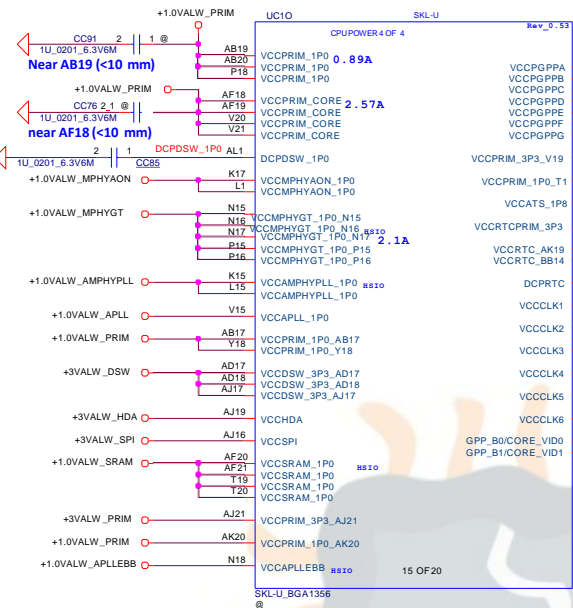 +1.0VALW_PRIM
UC1O
SKL-U
Rev_0.53
CPU POWER 4 OF 4
CC91 2 1 @
1U_0201_6.3V6M
Near AB19 (<10 mm)
AB19 VCCPRIM_1P0 0.89A
AB20 VCCPRIM_1P0
P18 VCCPRIM_1P0
+1.0VALW_PRIM
CC76 2 1 @
1U_0201_6.3V6M
near AF18 (<10 mm)
AF18 VCCPRIM_CORE 2.57A
AF19 VCCPRIM_CORE
V20 VCCPRIM_CORE
V21 VCCPRIM_CORE
2 1
1U_0201_6.3V6M CC85
DCPDSW_1P0 AL1 DCPDSW_1P0
+1.0VALW_MPHYAON K17 VCCMPHYAON_1P0
L1 VCCMPHYAON_1P0
+1.0VALW_MPHYGT N15 VCCMPHYGT_1P0_N15
N16 VCCMPHYGT_1P0_N16 HSIO
N17 VCCMPHYGT_1P0_N17 2.1A
P15 VCCMPHYGT_1P0_P15
P16 VCCMPHYGT_1P0_P16
+1.0VALW_AMPHYPLL K15 VCCAMPHYPLL_1P0 HSIO
L15 VCCAMPHYPLL_1P0
+1.0VALW_APLL V15 VCCAPLL_1P0
+1.0VALW_PRIM AB17 VCCPRIM_1P0_AB17
Y18 VCCPRIM_1P0_Y18
+3VALW_DSW AD17 VCCDSW_3P3_AD17
AD18 VCCDSW_3P3_AD18
AJ17 VCCDSW_3P3_AJ17
+3VALW_HDA AJ19 VCCHDA
+3VALW_SPI AJ16 VCCSPI
+1.0VALW_SRAM AF20 VCCSRAM_1P0
AF21 VCCSRAM_1P0 HSIO
T19 VCCSRAM_1P0
T20 VCCSRAM_1P0
+3VALW_PRIM AJ21 VCCPRIM_3P3_AJ21
+1.0VALW_PRIM AK20 VCCPRIM_1P0_AK20
+1.0VALW_APLLEBB N18 VCCAPLLEBB HSIO
VCCPGPPA
VCCPGPPB
VCCPGPPC
VCCPGPPD
VCCPGPPE
VCCPGPPF
VCCPGPPG
VCCPRIM_3P3_V19
VCCPRIM_1P0_T1
VCCATS_1P8
VCCRTCPRIM_3P3
VCCRTC_AK19
VCCRTC_BB14
DCPRTC
VCCCLK1
VCCCLK2
VCCCLK3
VCCCLK4
VCCCLK5
VCCCLK6
GPP_B0/CORE_VID0
GPP_B1/CORE_VID1
15 OF 20
SKL-U_BGA1356
@